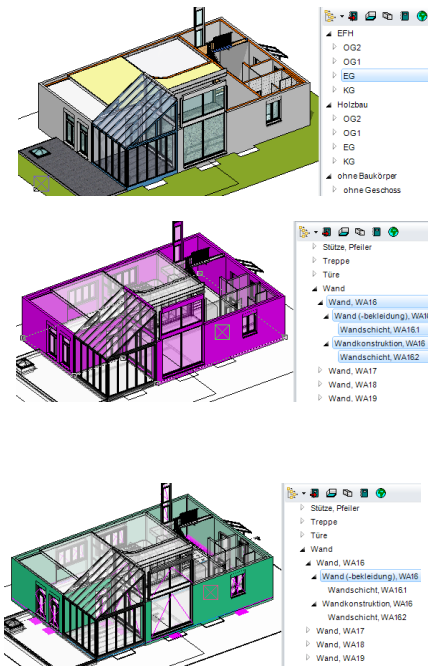 EFH
OG2
OG1
EG
KG
Holzbau
OG2
OG1
EG
KG
ohne Baukörper
ohne Geschoss
Stütze, Pfeiler
Treppe
Türe
Wand
Wand, WA16
Wand (-bekleidung), WA16
Wandschicht, WA16.1
Wandkonstruktion, WA16
Wandschicht, WA16.2
Wand, WA17
Wand, WA18
Wand, WA19
Stütze, Pfeiler
Treppe
Türe
Wand
Wand, WA16
Wand (-bekleidung), WA16
Wandschicht, WA16.1
Wandkonstruktion, WA16
Wandschicht, WA16.2
Wand, WA17
Wand, WA18
Wand, WA19